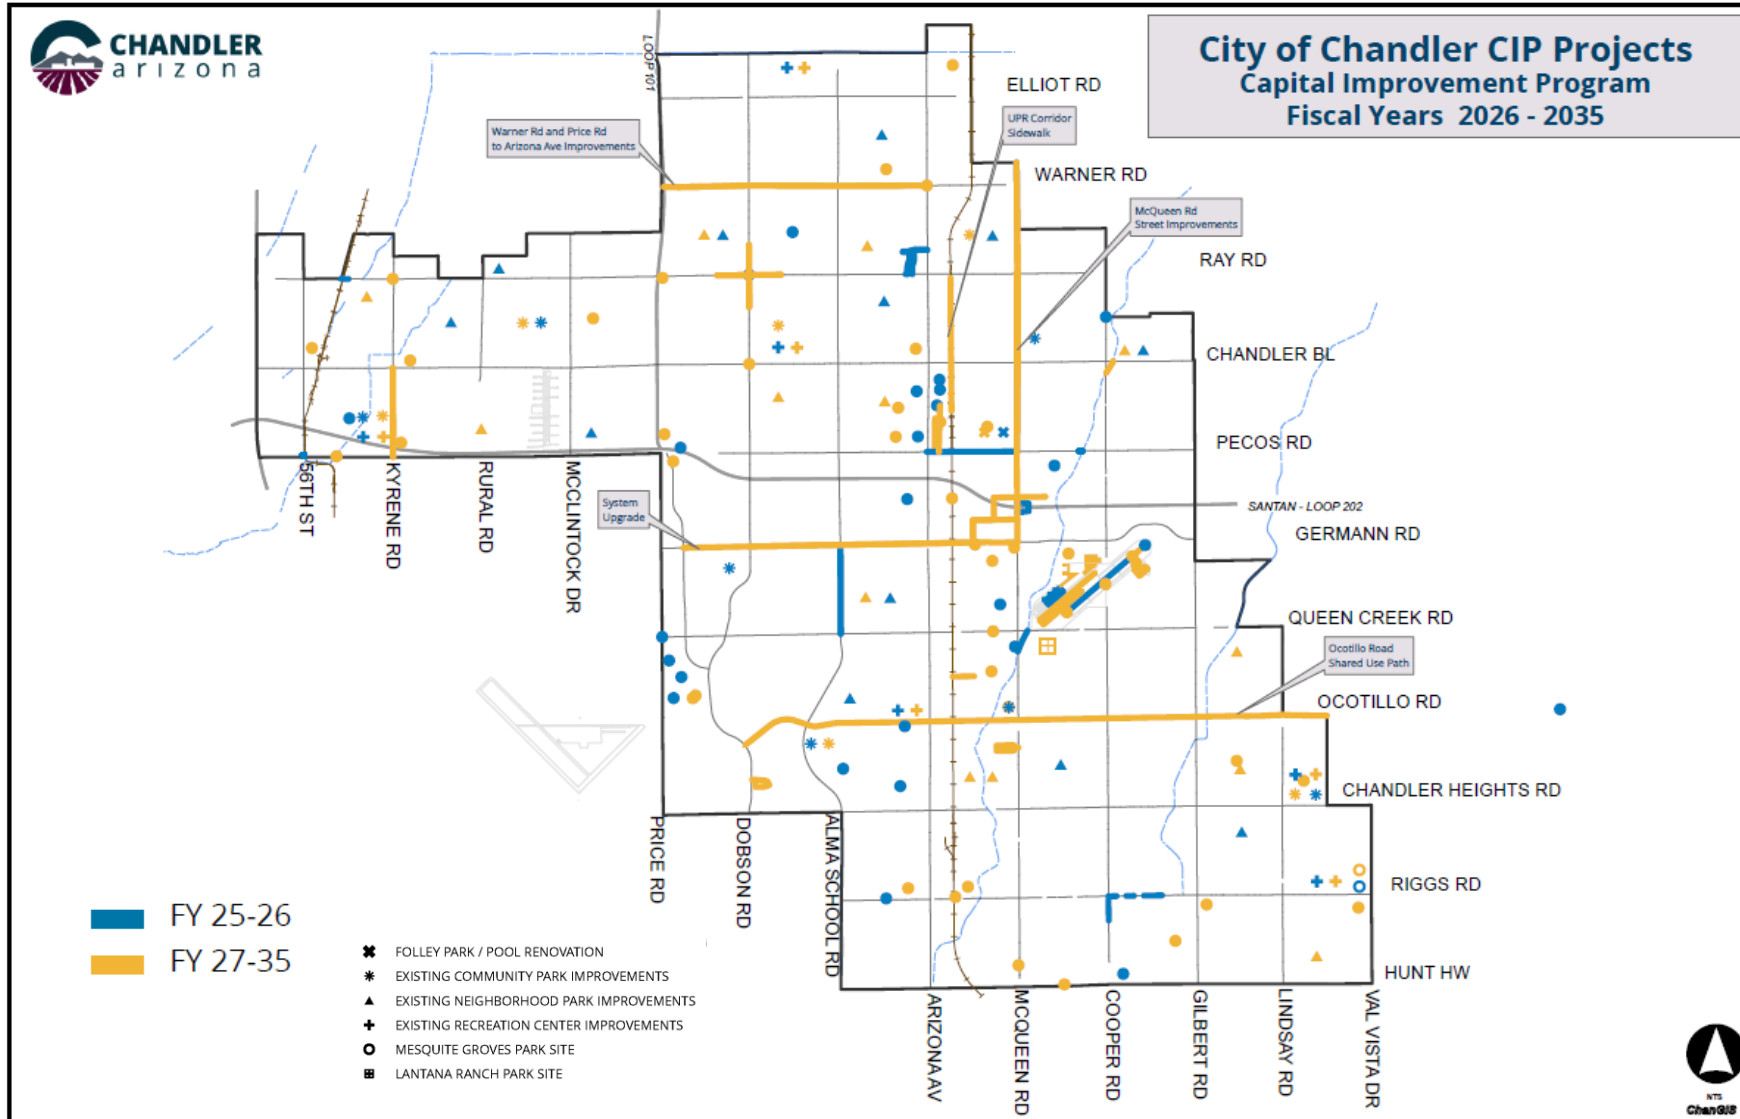 CHANDLER
arizona
City of Chandler CIP Projects
Capital Improvement Program
Fiscal Years 2026 - 2035
LOOP 101
ELLIOT RD
UPR Corridor
Sidewalk
Warner Rd and Price Rd
to Arizona Ave Improvements
WARNER RD
McQueen Rd
Street Improvements
RAY RD
CHANDLER BL
PECOS RD
56TH ST
KYRENE RD
RURAL RD
MCCLINTOCK DR
System
Upgrade
SANTAN - LOOP 202
GERMANN RD
QUEEN CREEK RD
Ocotillo Road
Shared Use Path
OCOTILLO RD
CHANDLER HEIGHTS RD
PRICE RD
DOBSON RD
ALMA SCHOOL RD
RIGGS RD
HUNT HW
ARIZONA AV
MCQUEEN RD
COOPER RD
GILBERT RD
LINDSAY RD
VAL VISTA DR
FY 25-26
FY 27-35
FOLLEY PARK / POOL RENOVATION
EXISTING COMMUNITY PARK IMPROVEMENTS
EXISTING NEIGHBORHOOD PARK IMPROVEMENTS
EXISTING RECREATION CENTER IMPROVEMENTS
MESQUITE GROVES PARK SITE
LANTANA RANCH PARK SITE
NTS
ChanGIS